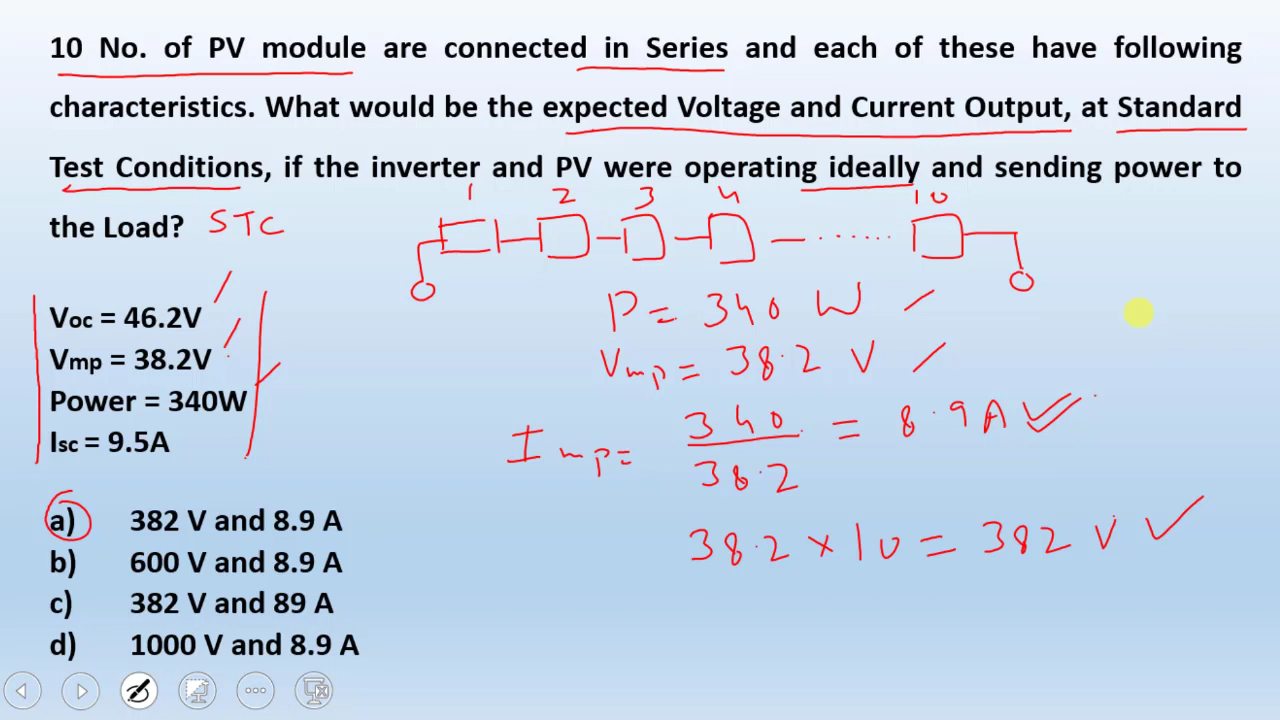 10 No. of PV module are connected in Series and each of these have following
characteristics. What would be the expected Voltage and Current Output, at Standard
Test Conditions, if the inverter and PV were operating ideally and sending power to
the Load? STC
1 2 3 4 10
Voc = 46.2V
Vmp = 38.2V
Power = 340W
Isc = 9.5A
P = 340 W
Vmp = 38.2 V
Imp = 340 / 38.2 = 8.9 A
38.2 × 10 = 382 V
a) 382 V and 8.9 A
b) 600 V and 8.9 A
c) 382 V and 89 A
d) 1000 V and 8.9 A